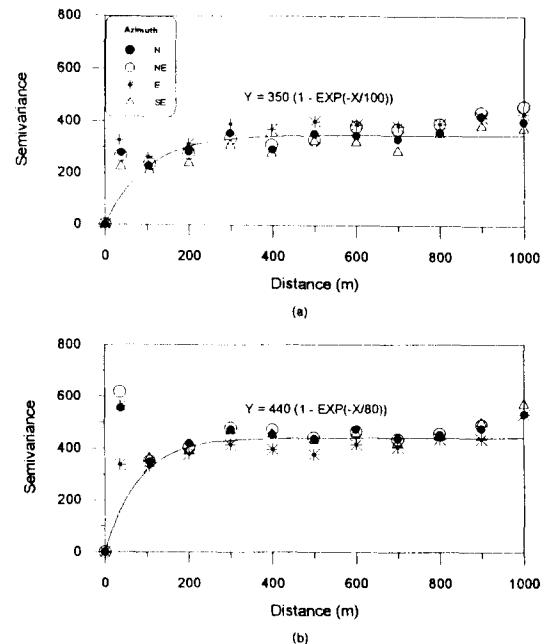 800
600
400
200
0
Semivariance
Azimuth
N
NE
E
SE
Y = 350 (1 - EXP(-X/100))
0 200 400 600 800 1000
Distance (m)
(a)
800
600
400
200
0
Semivariance
Y = 440 (1 - EXP(-X/80))
0 200 400 600 800 1000
Distance (m)
(b)